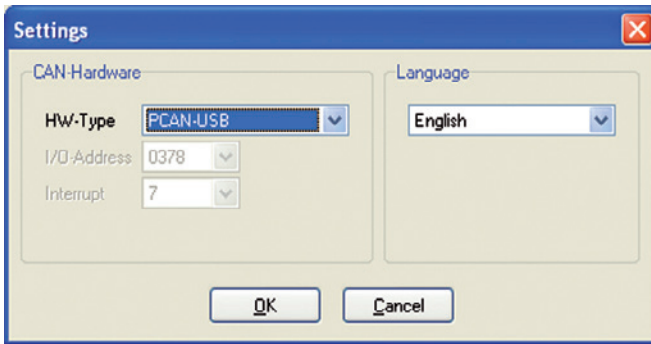 Settings
CAN-Hardware
HW-Type PCAN-USB
I/O-Address 0378
Interrupt 7
Language
English
OK Cancel